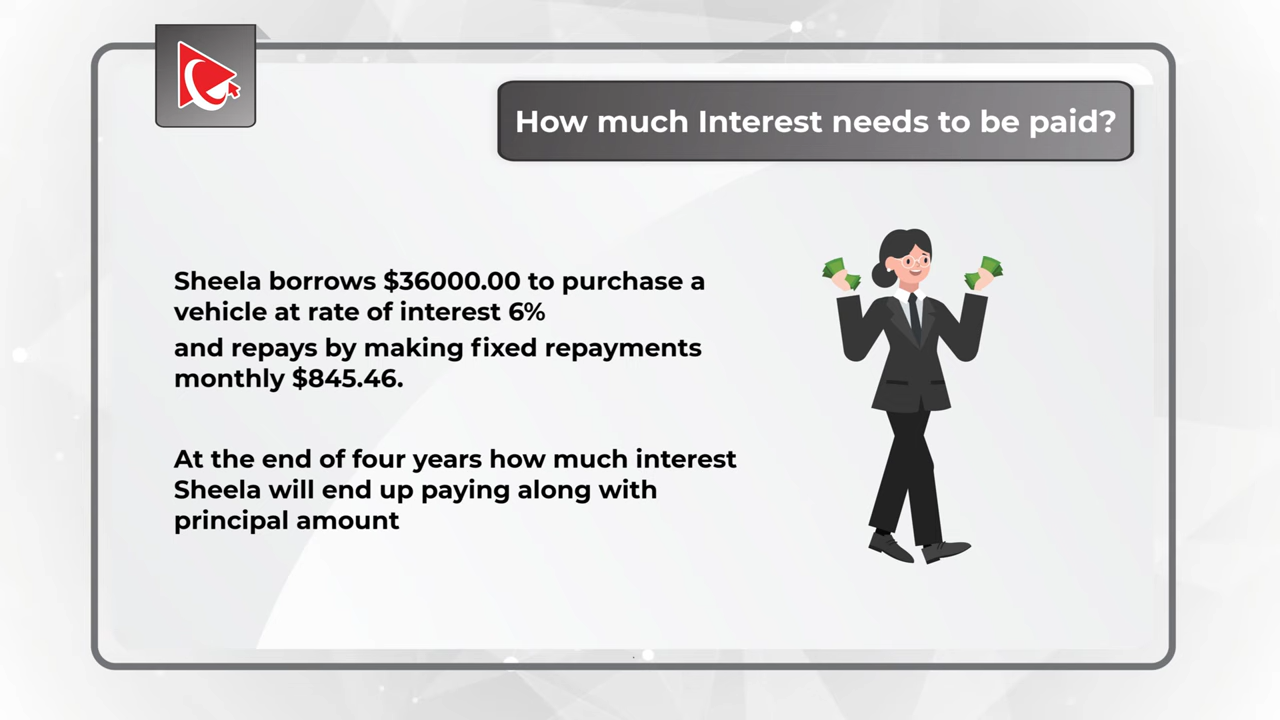 How much Interest needs to be paid?
Sheela borrows $36000.00 to purchase a
vehicle at rate of interest 6%
and repays by making fixed repayments
monthly $845.46.
At the end of four years how much interest
Sheela will end up paying along with
principal amount